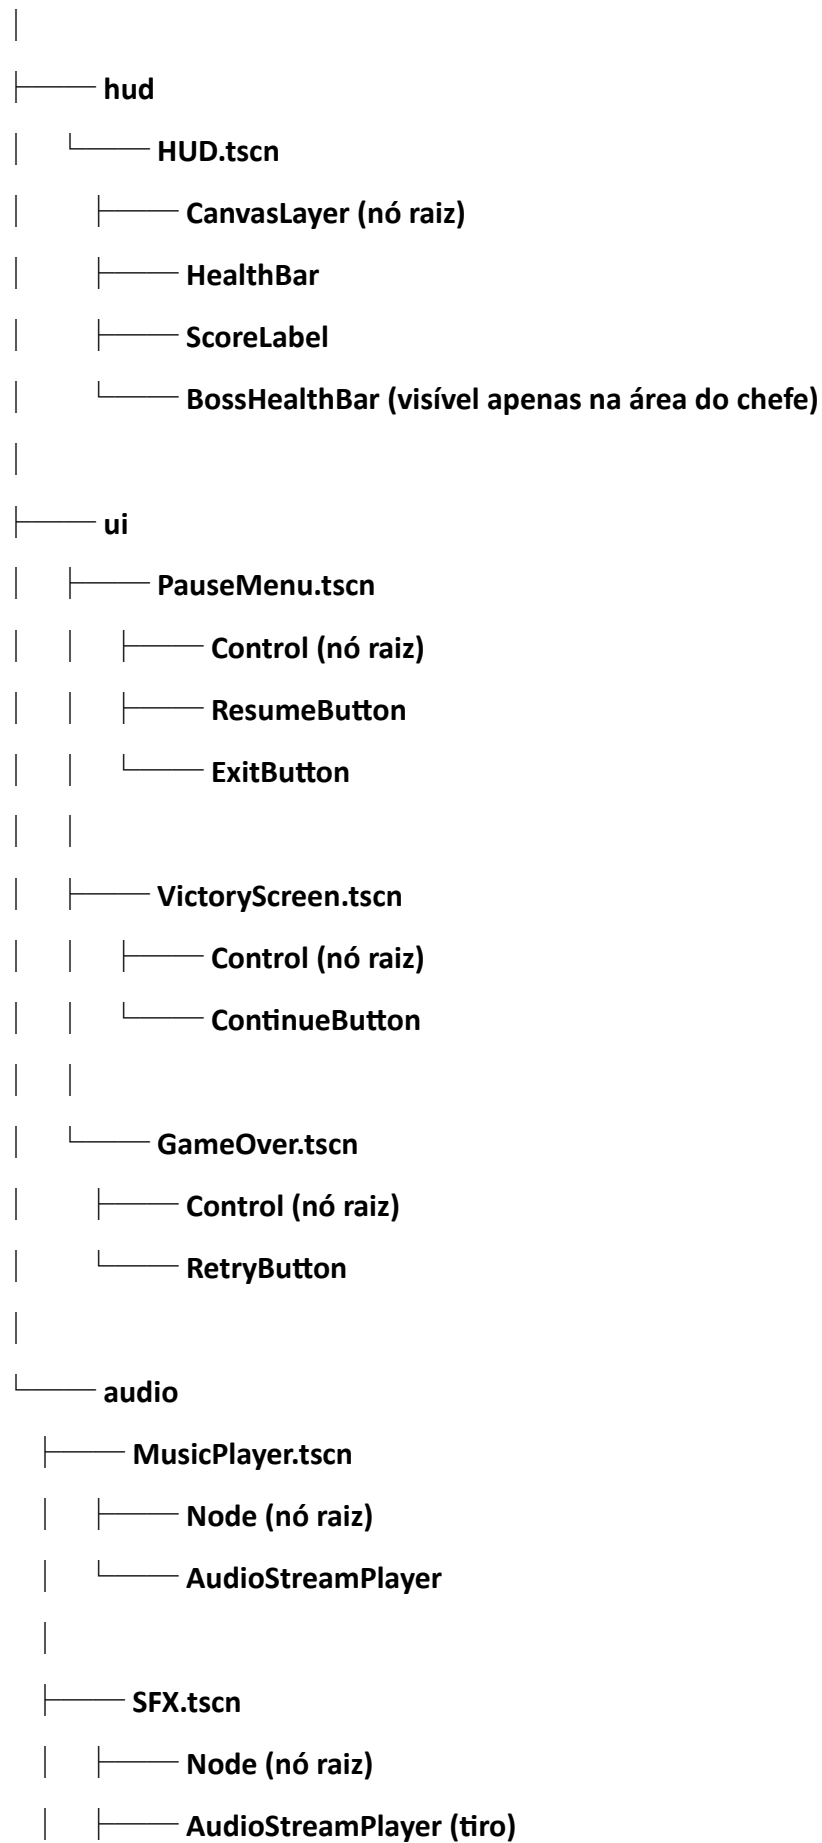 │
├─── hud
│ └─── HUD.tscn
│ ├─── CanvasLayer (nó raiz)
│ ├─── HealthBar
│ ├─── ScoreLabel
│ └─── BossHealthBar (visível apenas na área do chefe)
│
├─── ui
│ ├─── PauseMenu.tscn
│ │ ├─── Control (nó raiz)
│ │ ├─── ResumeButton
│ │ └─── ExitButton
│ │
│ ├─── VictoryScreen.tscn
│ │ ├─── Control (nó raiz)
│ │ └─── ContinueButton
│ │
│ └─── GameOver.tscn
│ ├─── Control (nó raiz)
│ └─── RetryButton
│
└─── audio
├─── MusicPlayer.tscn
│ ├─── Node (nó raiz)
│ └─── AudioStreamPlayer
│
├─── SFX.tscn
│ ├─── Node (nó raiz)
│ ├─── AudioStreamPlayer (tiro)